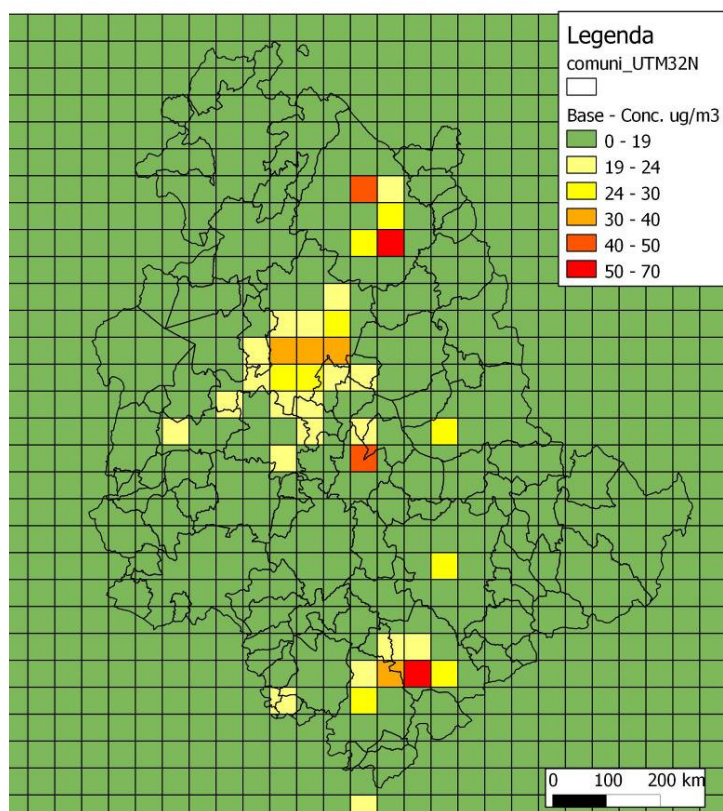 Legenda
comuni_UTM32N
Base - Conc. ug/m3
0 - 19
19 - 24
24 - 30
30 - 40
40 - 50
50 - 70
0 100 200 km